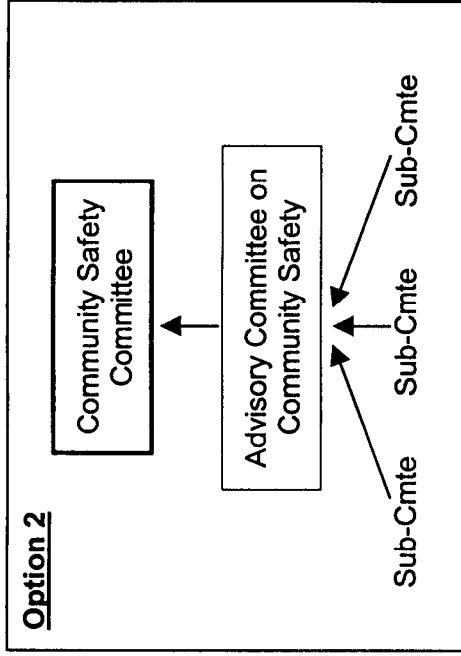 Option 2
Community Safety
Committee
Advisory Committee on
Community Safety
Sub-Cmte
Sub-Cmte
Sub-Cmte